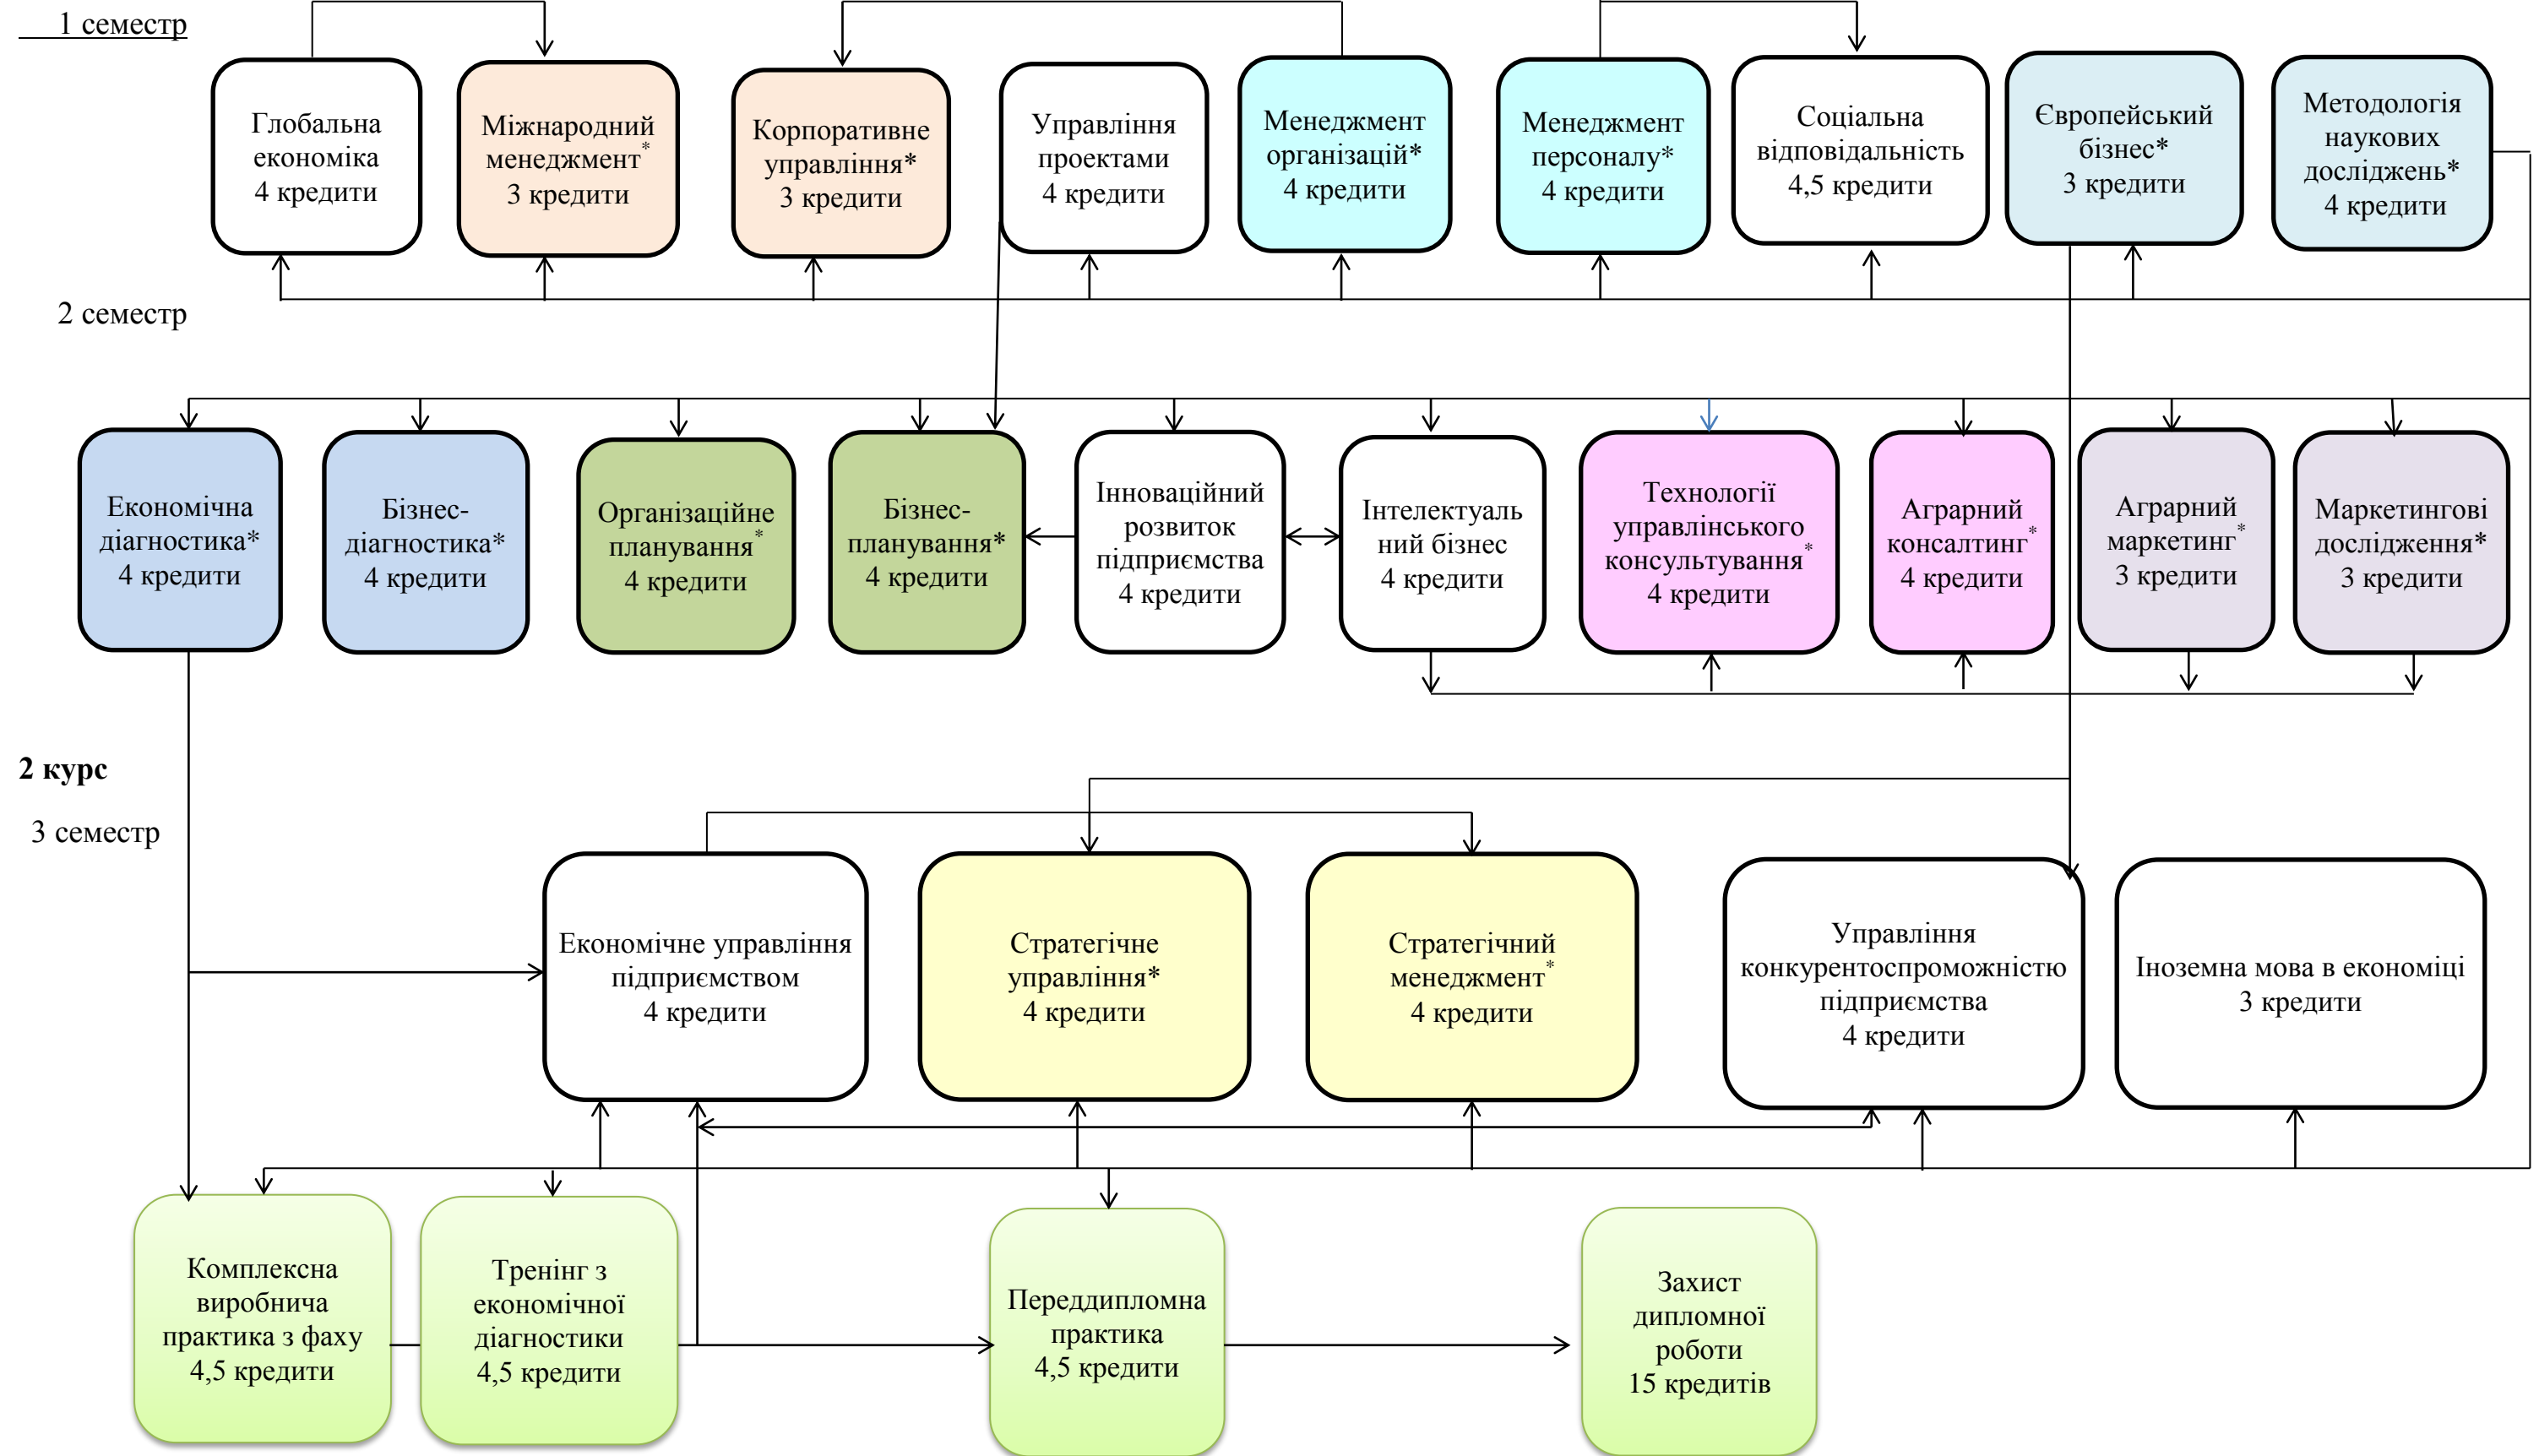 1 семестр
Глобальна
економіка
4 кредити
Міжнародний
менеджмент*
3 кредити
Корпоративне
управління*
3 кредити
Управління
проектами
4 кредити
Менеджмент
організацій*
4 кредити
Менеджмент
персоналу*
4 кредити
Соціальна
відповідальність
4,5 кредити
Європейський
бізнес*
3 кредити
Методологія
наукових
досліджень*
4 кредити
2 семестр
Економічна
діагностика*
4 кредити
Бізнес-
діагностика*
4 кредити
Організаційне
планування*
4 кредити
Бізнес-
планування*
4 кредити
Інноваційний
розвиток
підприємства
4 кредити
Інтелектуаль
ний бізнес
4 кредити
Технології
управлінського
консультування*
4 кредити
Аграрний
консалтинг*
4 кредити
Аграрний
маркетинг*
3 кредити
Маркетингові
дослідження*
3 кредити
2 курс
3 семестр
Економічне управління
підприємством
4 кредити
Стратегічне
управління*
4 кредити
Стратегічний
менеджмент*
4 кредити
Управління
конкурентоспроможністю
підприємства
4 кредити
Іноземна мова в економіці
3 кредити
Комплексна
виробнича
практика з фаху
4,5 кредити
Тренінг з
економічної
діагностики
4,5 кредити
Переддипломна
практика
4,5 кредити
Захист
дипломної
роботи
15 кредитів